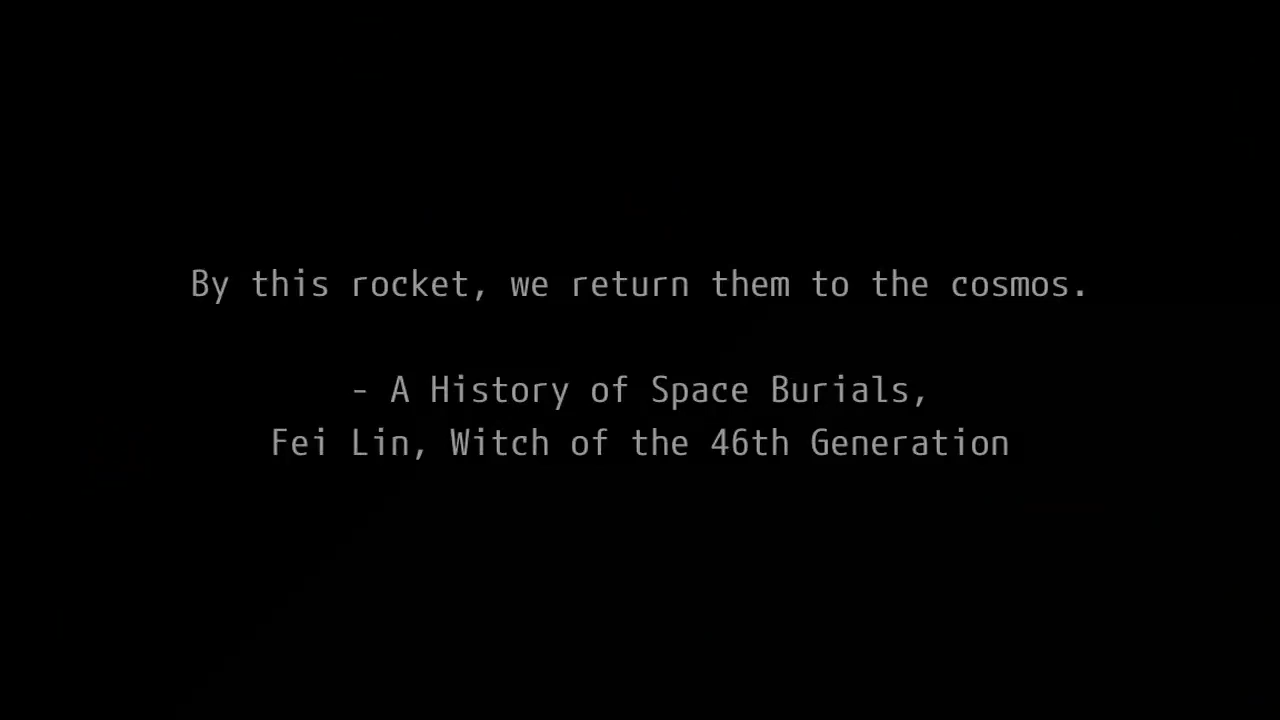 By this rocket, we return them to the cosmos.
- A History of Space Burials,
Fei Lin, Witch of the 46th Generation